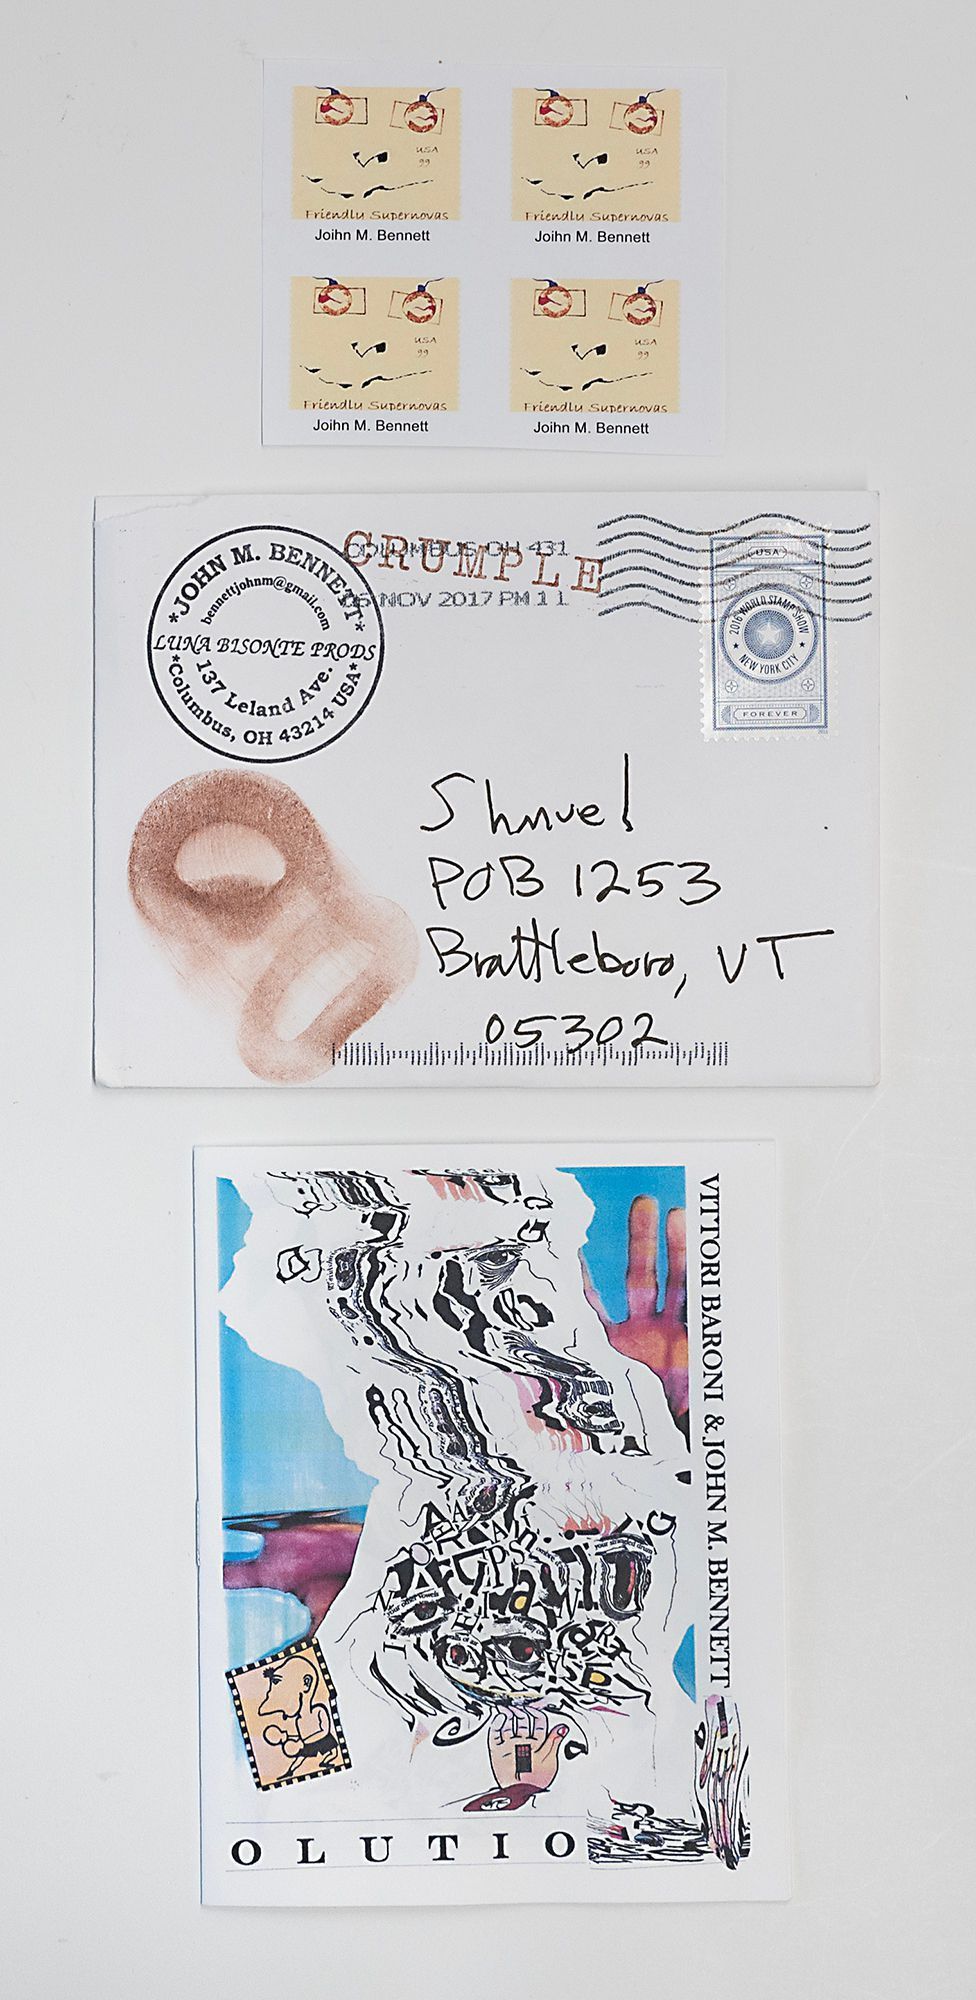 USA
99
Friendly Supernovas
Joihn M. Bennett
USA
99
Friendly Supernovas
Joihn M. Bennett
USA
99
Friendly Supernovas
Joihn M. Bennett
USA
99
Friendly Supernovas
Joihn M. Bennett
*JOHN M. BENNETT*
bennettjohnm@gmail.com
LUNA BISONTE PRODS
137 Leland Ave.
*Columbus, OH 43214 USA*
COLUMBUS OH 431
CRUMPLE
06 NOV 2017 PM 1 L
USA
2016 WORLD STAMP SHOW
NEW YORK CITY
FOREVER
Shmuel
POB 1253
Brattleboro, VT
05302
VITTORI BARONI & JOHN M. BENNETT
OLUTIO